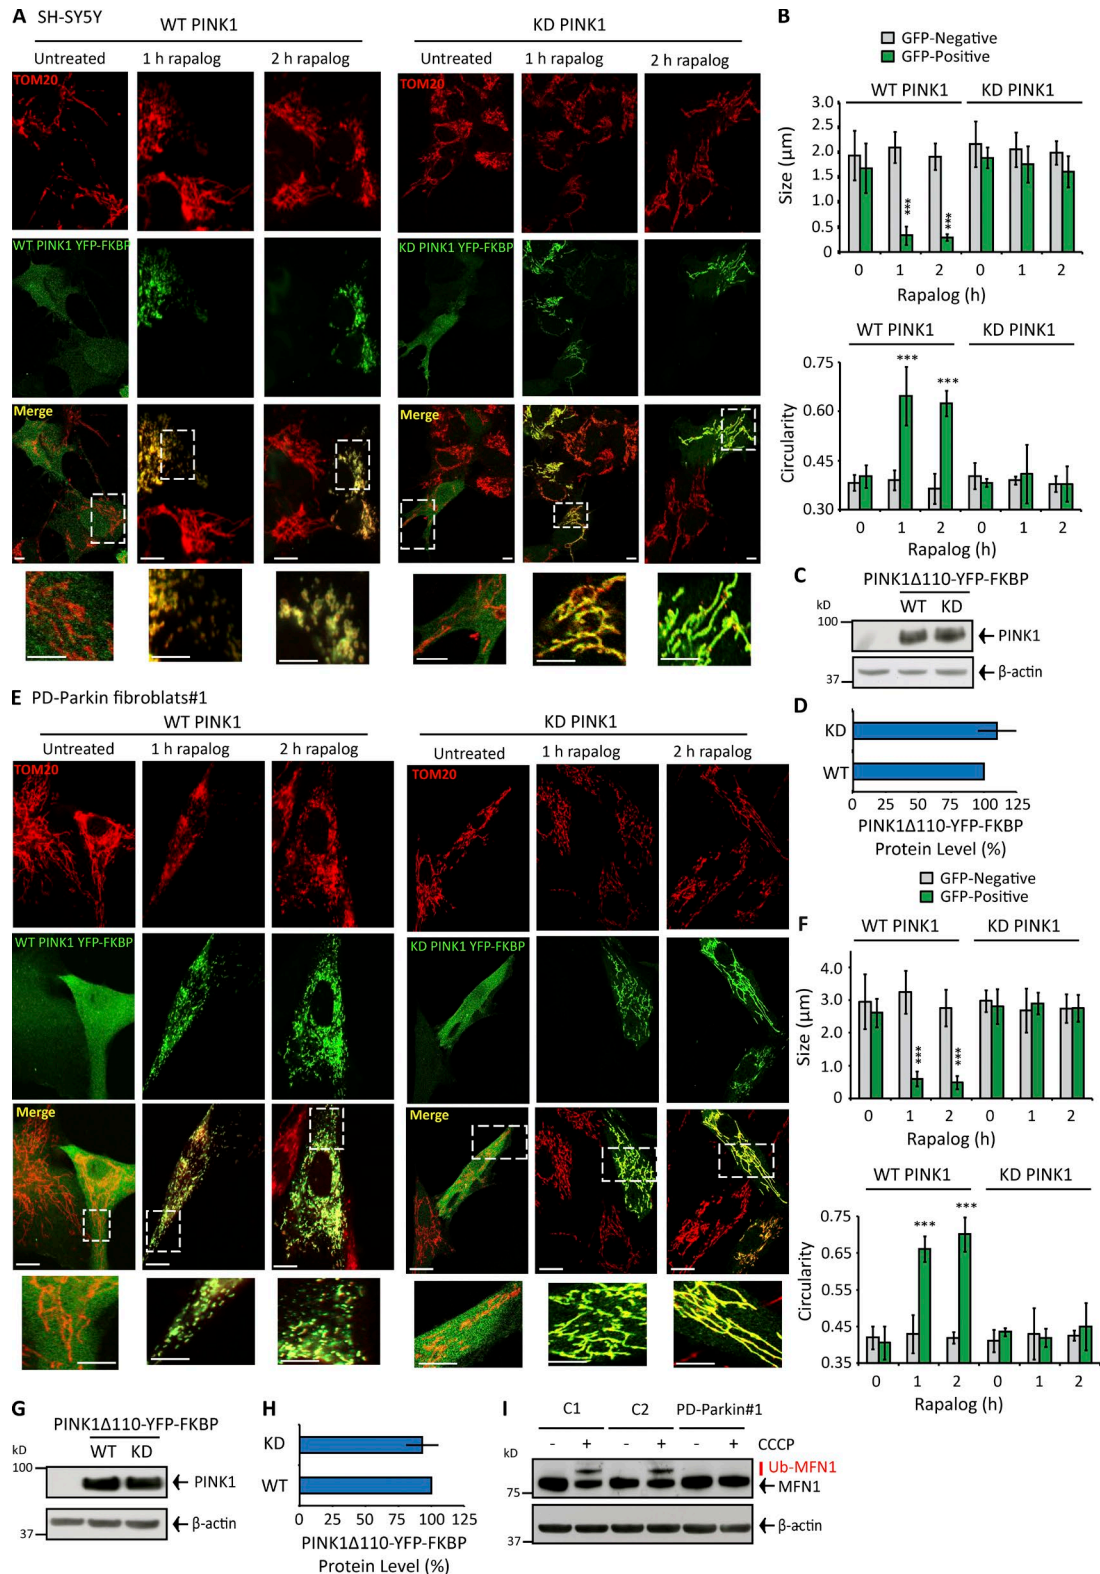 A SH-SY5Y
WT PINK1
KD PINK1
Untreated 1 h rapalog 2 h rapalog
Untreated 1 h rapalog 2 h rapalog
TOM20
TOM20
WT PINK1 YFP-FKBP
KD PINK1 YFP-FKBP
Merge
Merge
B
GFP-Negative
GFP-Positive
WT PINK1 KD PINK1
Size (µm)
3.0
2.5
2.0
1.5
1.0
0.5
0
*** ***
0 1 2 0 1 2
Rapalog (h)
WT PINK1 KD PINK1
Circularity
0.75
0.60
0.45
0.30
*** ***
0 1 2 0 1 2
Rapalog (h)
C
PINK1Δ110-YFP-FKBP
kD WT KD
100
PINK1
β-actin
37
D
KD
WT
0 25 50 75 100 125
PINK1Δ110-YFP-FKBP
Protein Level (%)
E PD-Parkin fibroblats#1
WT PINK1
KD PINK1
Untreated 1 h rapalog 2 h rapalog
Untreated 1 h rapalog 2 h rapalog
TOM20
TOM20
WT PINK1 YFP-FKBP
KD PINK1 YFP-FKBP
Merge
Merge
GFP-Negative
GFP-Positive
F
WT PINK1 KD PINK1
Size (µm)
4.0
3.0
2.0
1.0
0
*** ***
0 1 2 0 1 2
Rapalog (h)
WT PINK1 KD PINK1
Circularity
0.75
0.65
0.55
0.45
0.35
*** ***
0 1 2 0 1 2
Rapalog (h)
G
PINK1Δ110-YFP-FKBP
kD WT KD
100
PINK1
β-actin
37
H
KD
WT
0 25 50 75 100 125
PINK1Δ110-YFP-FKBP
Protein Level (%)
I
C1 C2 PD-Parkin#1
kD - + - + - + CCCP
Ub-MFN1
MFN1
75
β-actin
37